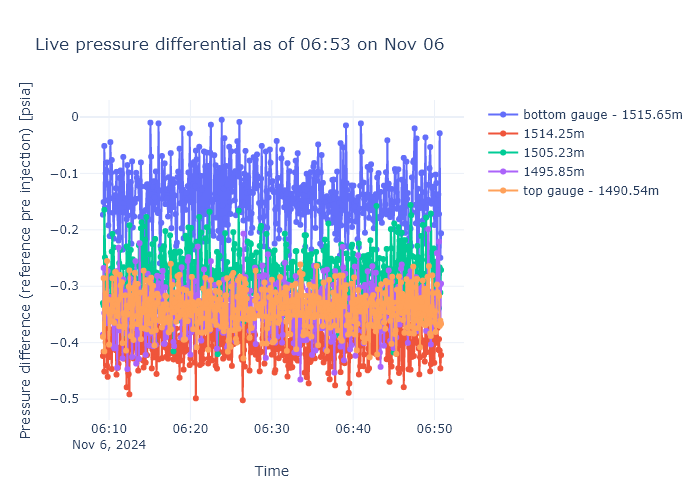 Live pressure differential as of 06:53 on Nov 06
Pressure difference (reference pre injection) [psia]
0
−0.1
−0.2
−0.3
−0.4
−0.5
06:10
Nov 6, 2024
06:20
06:30
06:40
06:50
Time
bottom gauge - 1515.65m
1514.25m
1505.23m
1495.85m
top gauge - 1490.54m